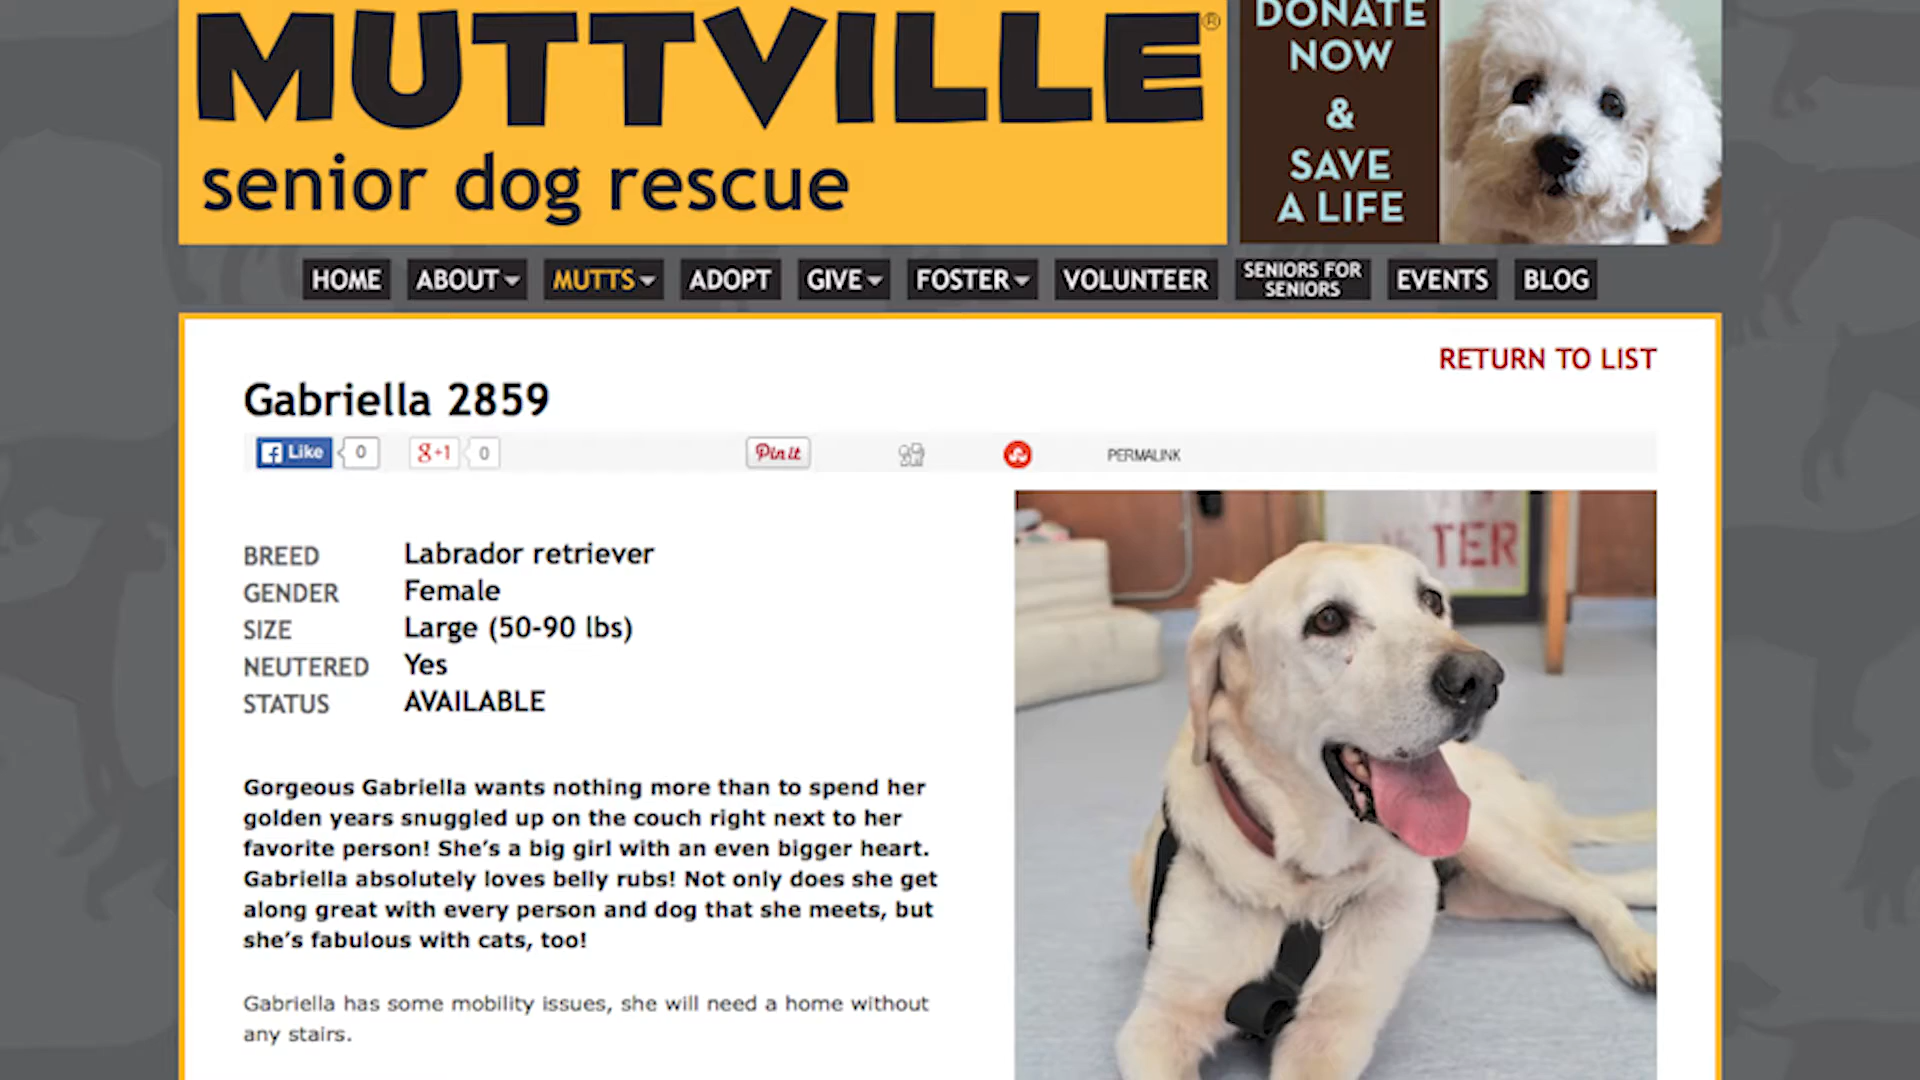 MUTTVILLE®
senior dog rescue
DONATE
NOW
&
SAVE
A LIFE
HOME ABOUT MUTTS ADOPT GIVE FOSTER VOLUNTEER SENIORS FOR SENIORS EVENTS BLOG
RETURN TO LIST
Gabriella 2859
Like 0 g+1 0 Pin it PERMALINK
BREED Labrador retriever
GENDER Female
SIZE Large (50-90 lbs)
NEUTERED Yes
STATUS AVAILABLE
Gorgeous Gabriella wants nothing more than to spend her
golden years snuggled up on the couch right next to her
favorite person! She's a big girl with an even bigger heart.
Gabriella absolutely loves belly rubs! Not only does she get
along great with every person and dog that she meets, but
she's fabulous with cats, too!
Gabriella has some mobility issues, she will need a home without
any stairs.